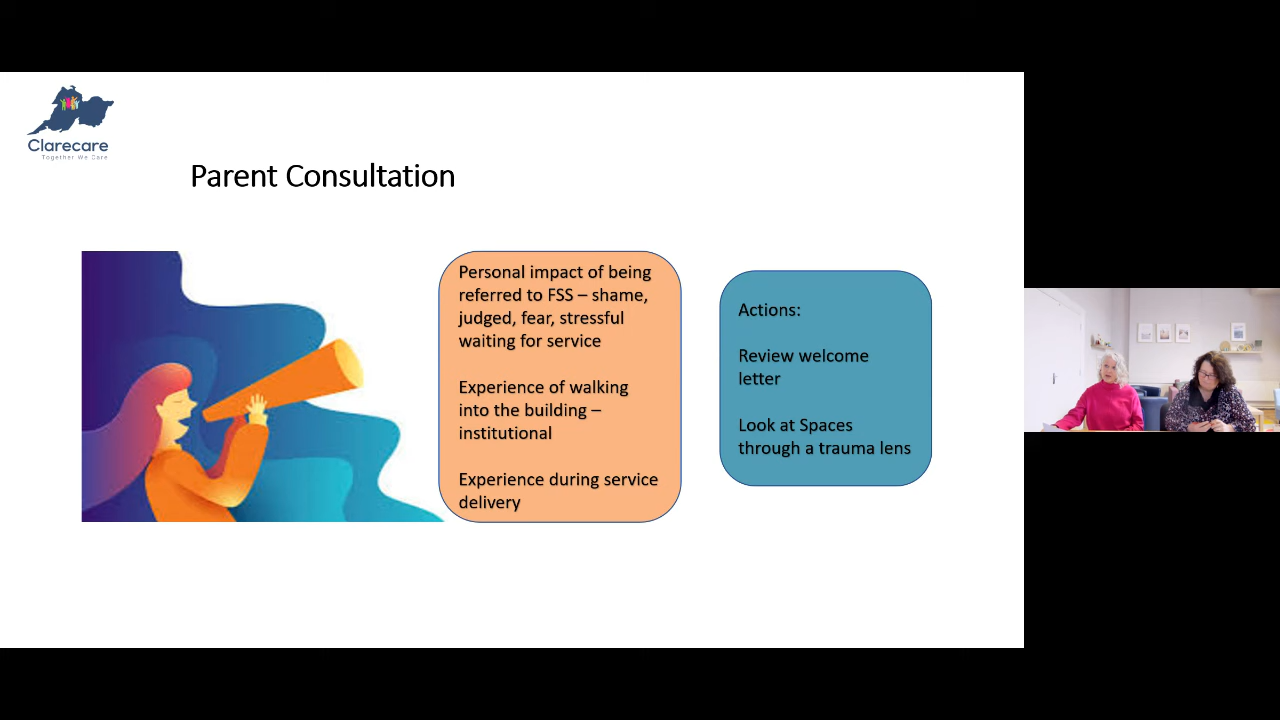 Clarecare
Together We Care
Parent Consultation
Personal impact of being
referred to FSS – shame,
judged, fear, stressful
waiting for service
Experience of walking
into the building –
institutional
Experience during service
delivery
Actions:
Review welcome
letter
Look at Spaces
through a trauma lens